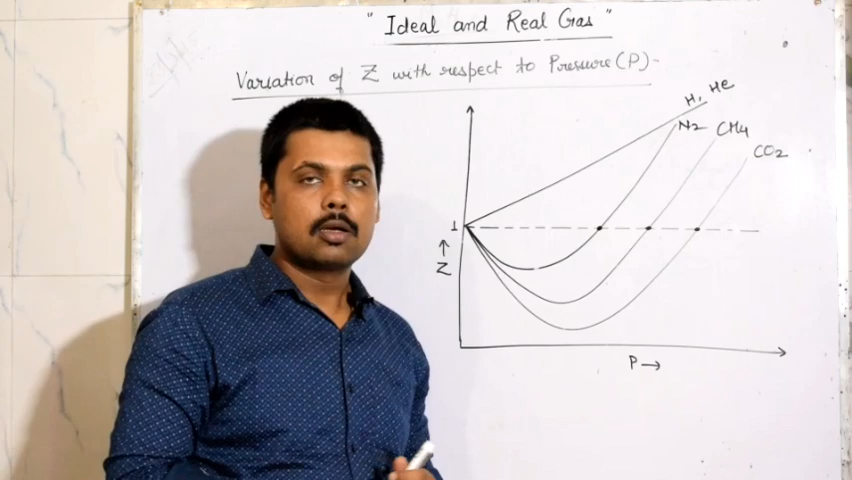 " Ideal and Real Gas "
Variation of Z with respect to Pressure (P) -
H, He
N2
CH4
CO2
1
Z
P →